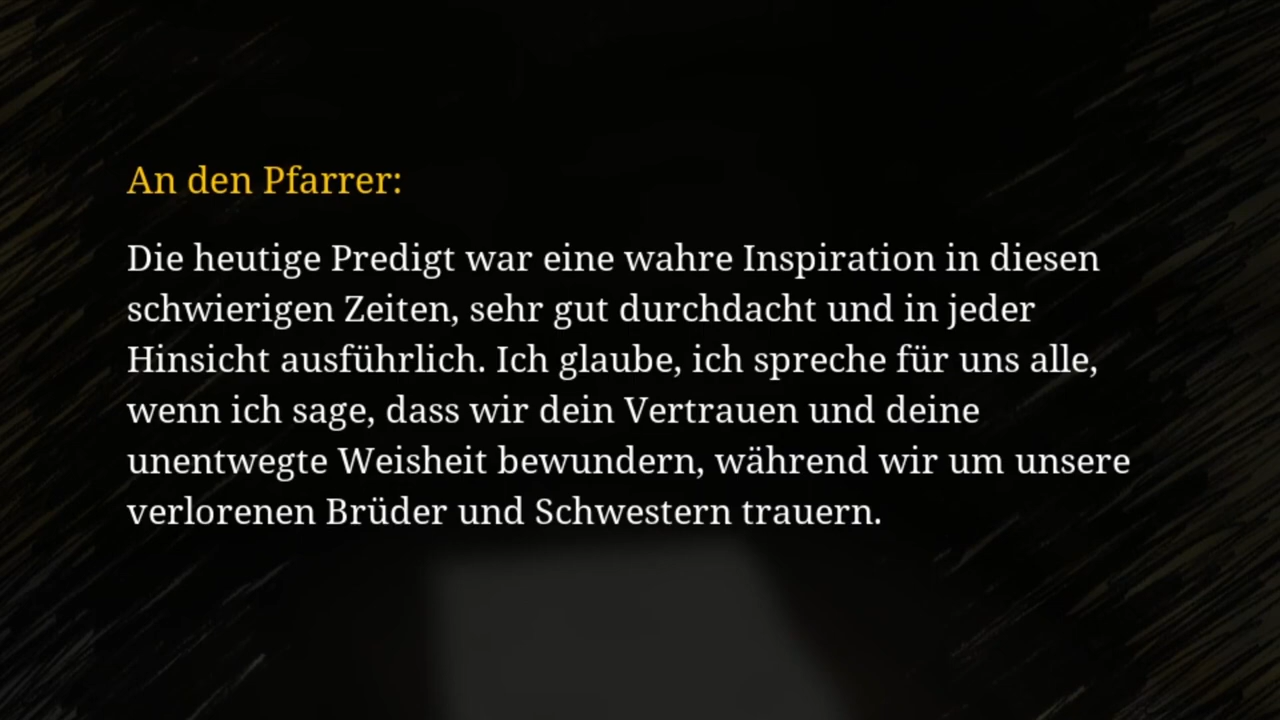 An den Pfarrer:
Die heutige Predigt war eine wahre Inspiration in diesen
schwierigen Zeiten, sehr gut durchdacht und in jeder
Hinsicht ausführlich. Ich glaube, ich spreche für uns alle,
wenn ich sage, dass wir dein Vertrauen und deine
unentwegte Weisheit bewundern, während wir um unsere
verlorenen Brüder und Schwestern trauern.